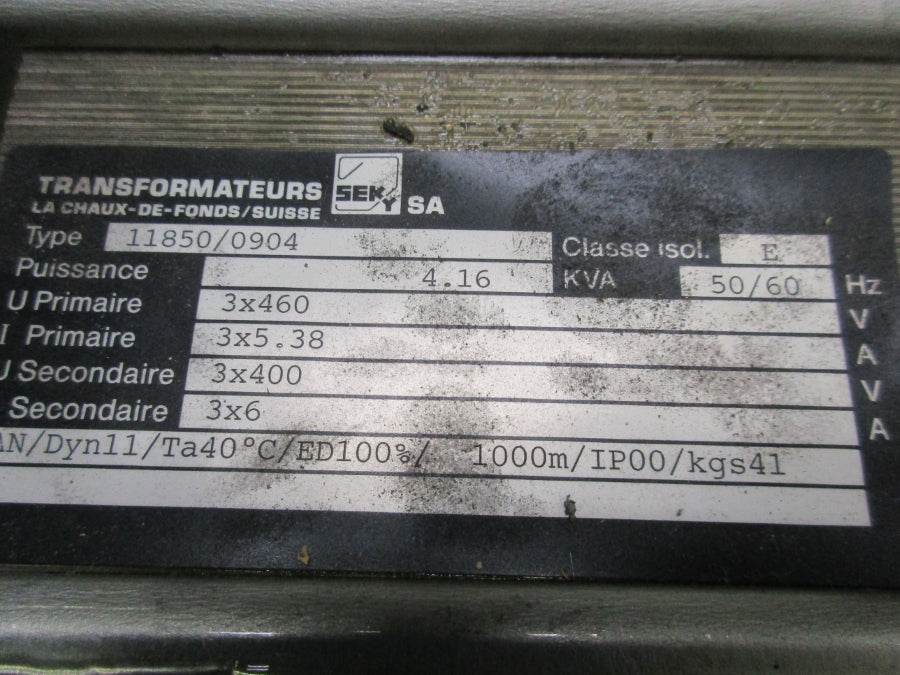 TRANSFORMATEURS SEKY SA
LA CHAUX-DE-FONDS/SUISSE
Type 11850/0904 Classe isol. E
Puissance 4.16 KVA 50/60 Hz
U Primaire 3x460 V
I Primaire 3x5.38 A
U Secondaire 3x400 V
Secondaire 3x6 A
AN/Dyn11/Ta40°C/ED100%/ 1000m/IP00/kgs41